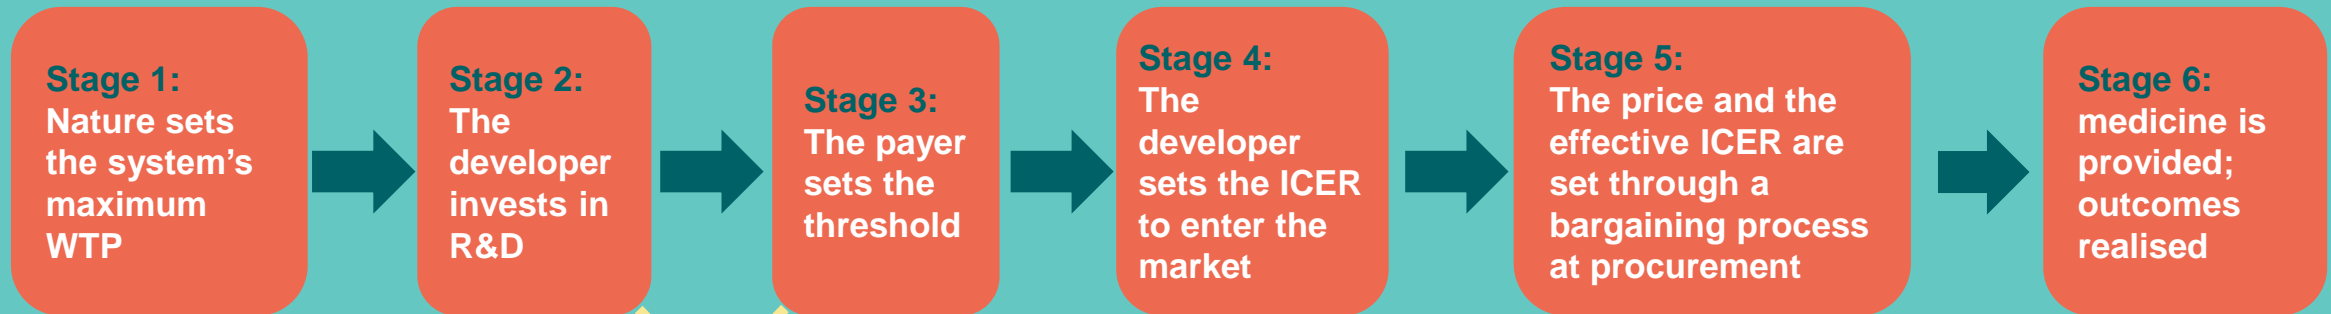 Stage 1:
Nature sets
the system’s
maximum
WTP
Stage 2:
The
developer
invests in
R&D
Stage 3:
The payer
sets the
threshold
Stage 4:
The
developer
sets the ICER
to enter the
market
Stage 5:
The price and the
effective ICER are
set through a
bargaining process
at procurement
Stage 6:
medicine is
provided;
outcomes
realised